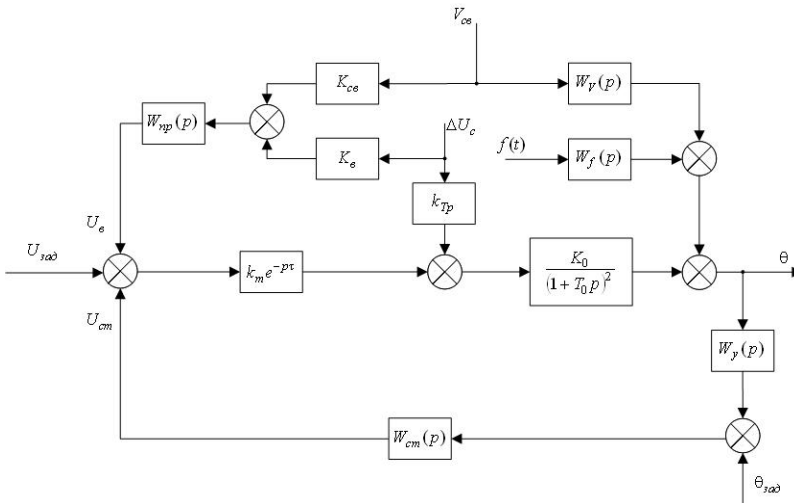 V_св
K_св
W_V(p)
W_пр(p)
ΔU_c
K_в
f(t)
W_f(p)
k_Тр
U_в
U_зад
k_m e^{-pτ}
K_0
(1 + T_0 p)^2
θ
U_ст
W_y(p)
W_ст(p)
θ_зад